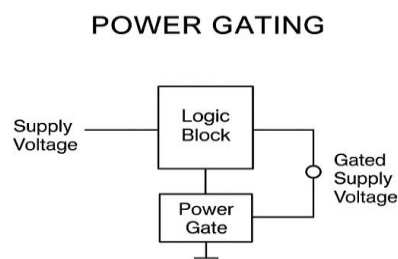 POWER GATING
Supply
Voltage
Logic
Block
Gated
Supply
Voltage
Power
Gate